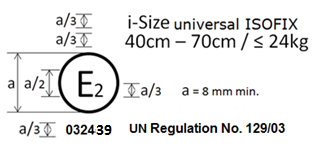 a/3 i-Size universal ISOFIX
a/3 40cm – 70cm / ≤ 24kg
a a/2 E2 a/3 a = 8 mm min.
a/3 032439 UN Regulation No. 129/03